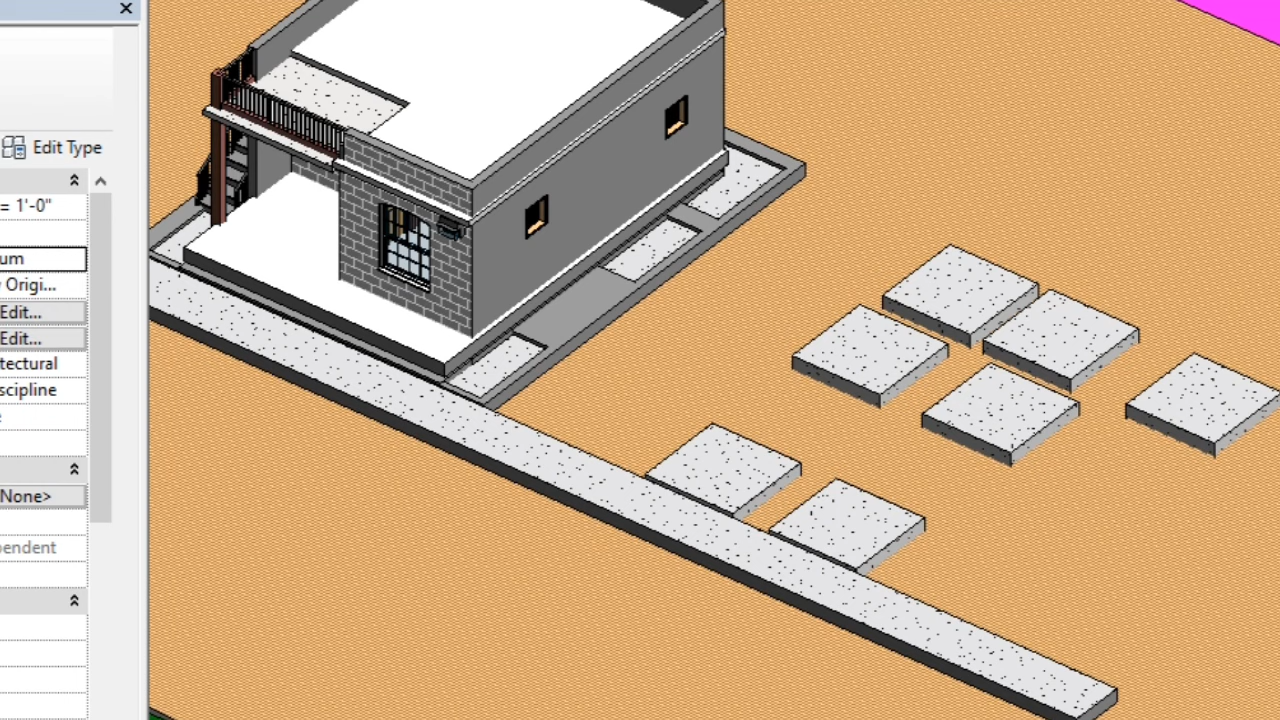 Edit Type
= 1'-0"
um
Origi...
Edit...
Edit...
tectural
scipline
None>
pendent